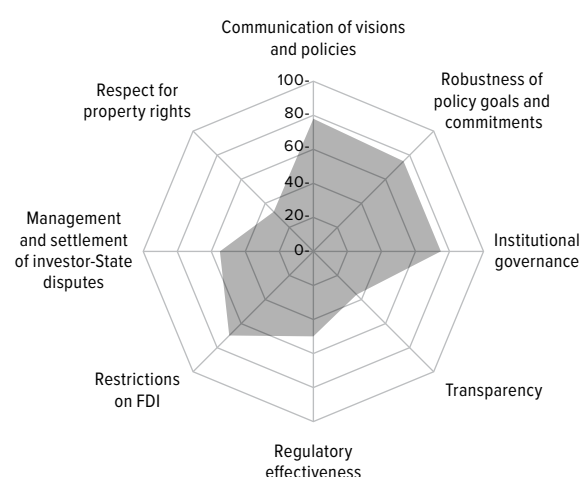 Communication of visions
and policies
Robustness of
policy goals and
commitments
Institutional
governance
Transparency
Regulatory
effectiveness
Restrictions
on FDI
Management
and settlement
of investor-State
disputes
Respect for
property rights
100
80
60
40
20
0